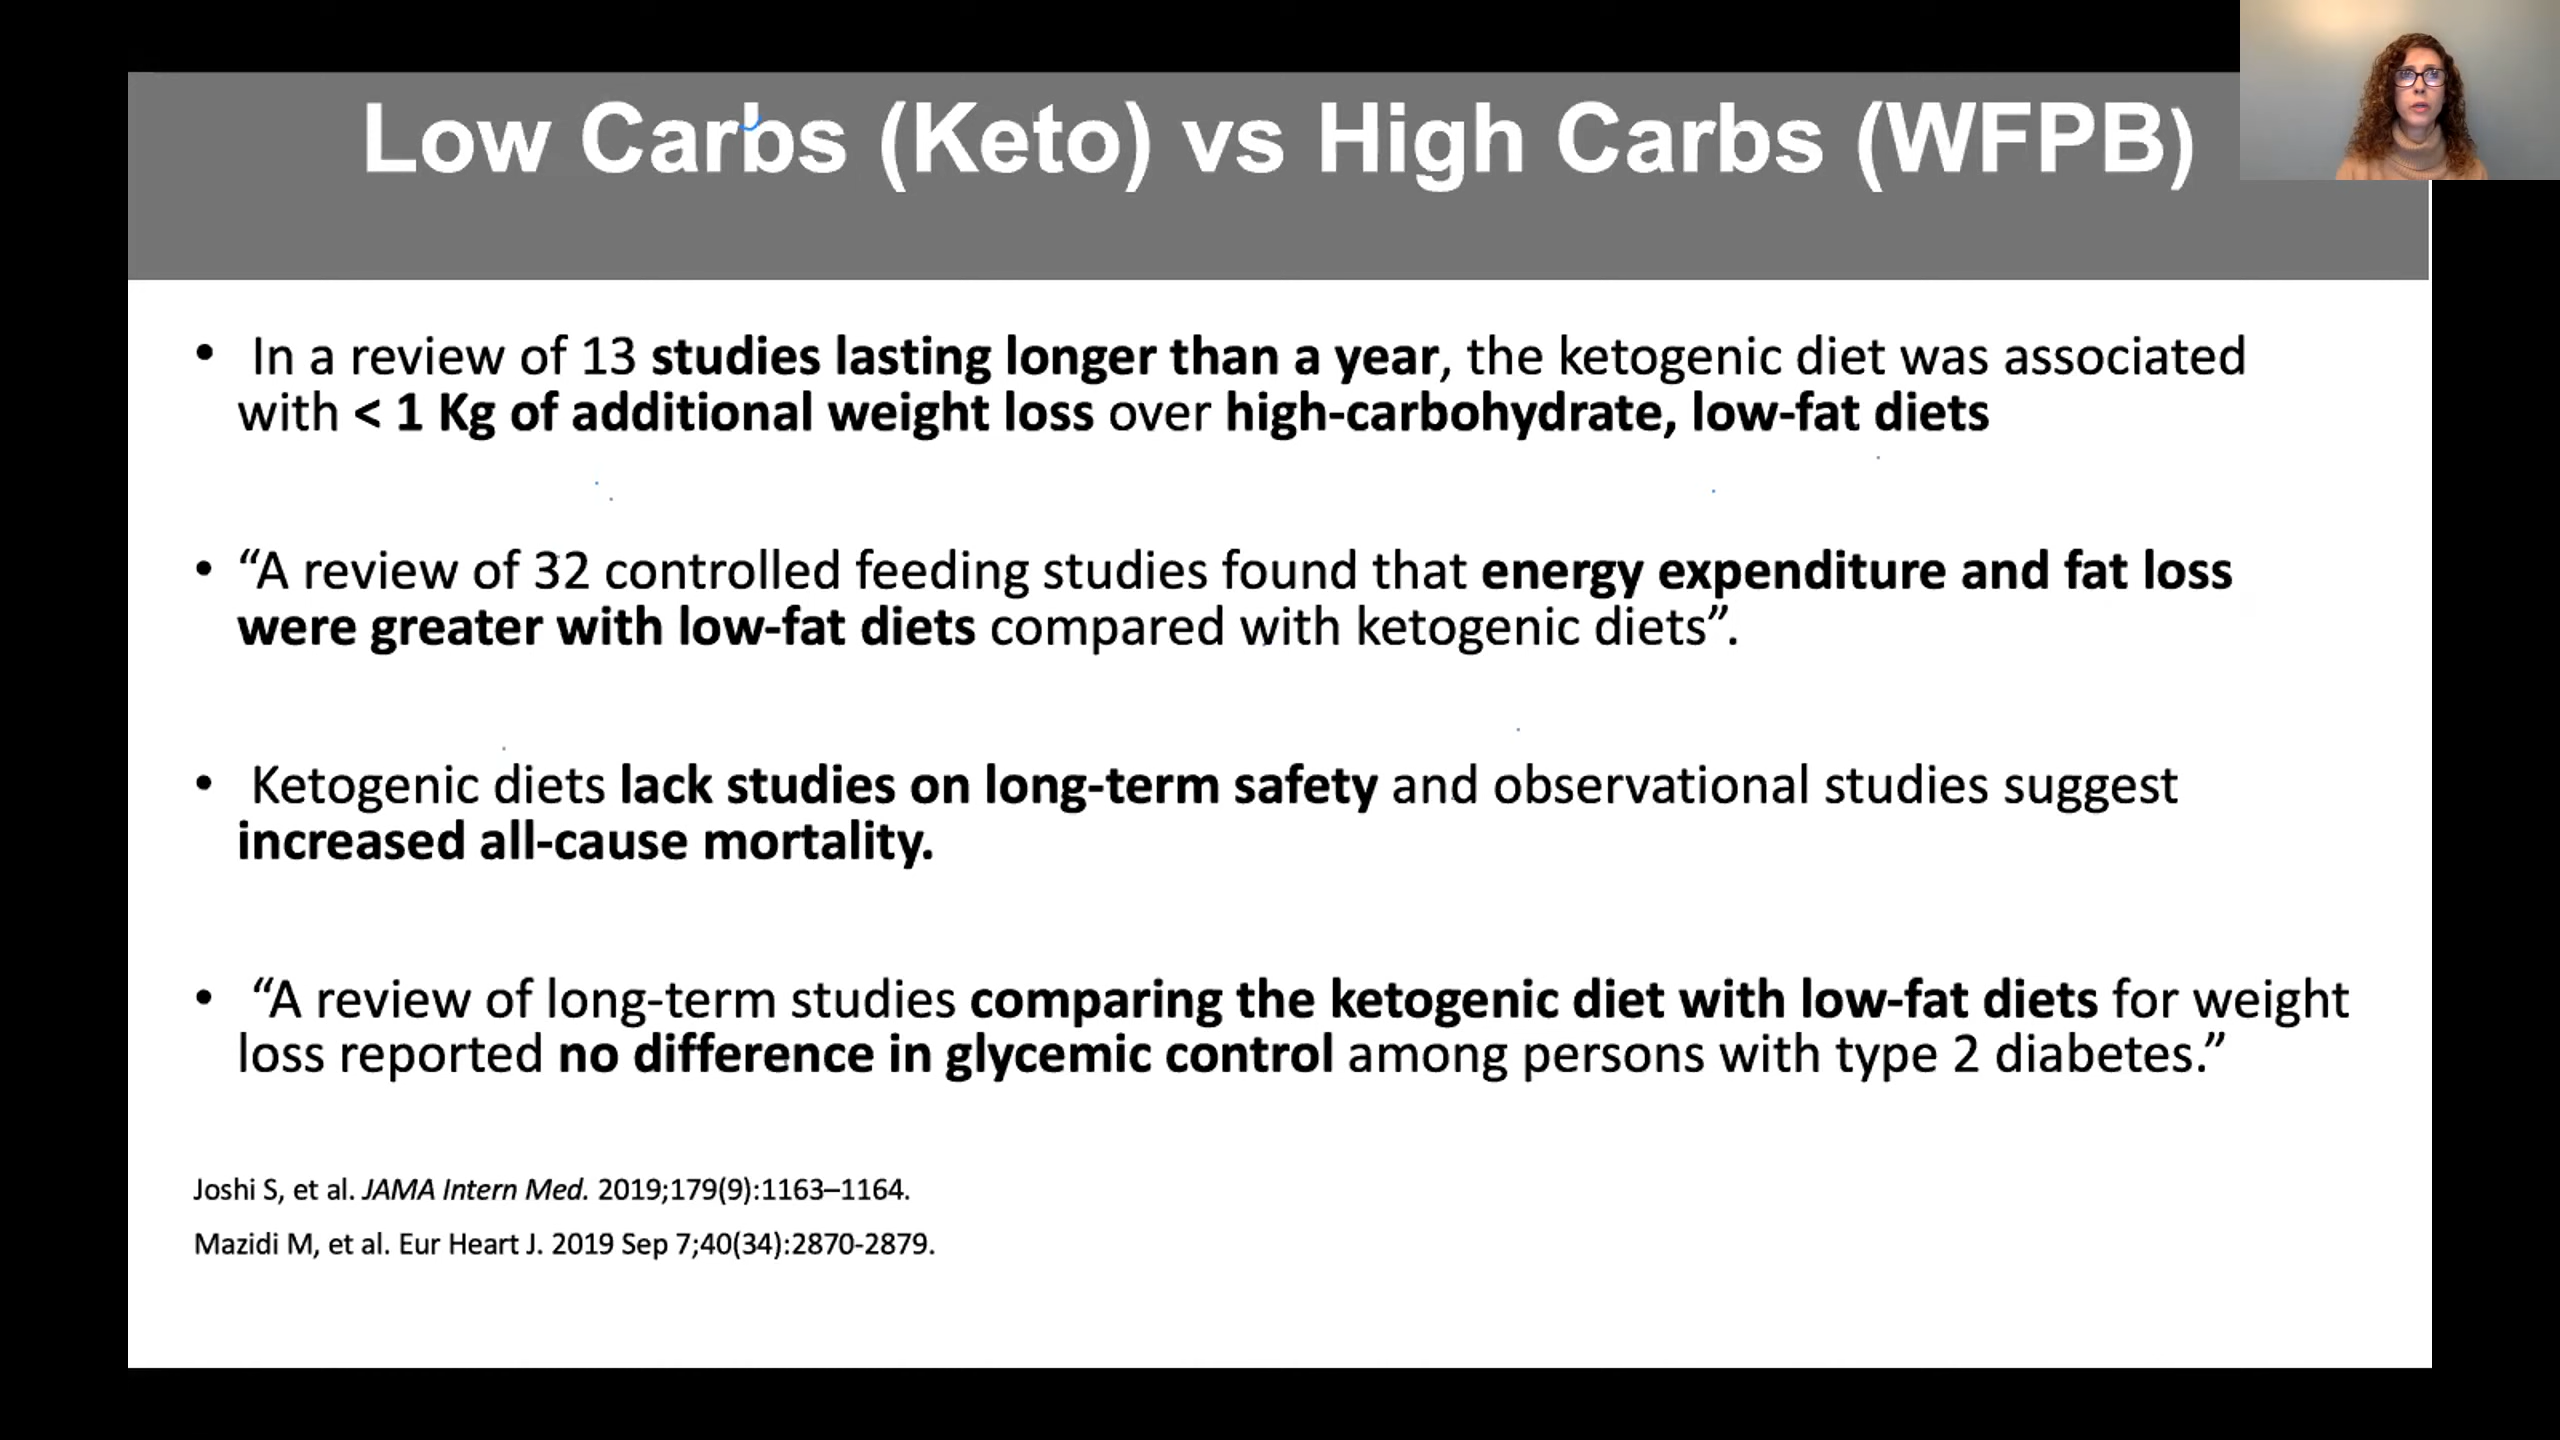 Low Carbs (Keto) vs High Carbs (WFPB)
• In a review of 13 studies lasting longer than a year, the ketogenic diet was associated
with < 1 Kg of additional weight loss over high-carbohydrate, low-fat diets
• “A review of 32 controlled feeding studies found that energy expenditure and fat loss
were greater with low-fat diets compared with ketogenic diets”.
• Ketogenic diets lack studies on long-term safety and observational studies suggest
increased all-cause mortality.
• “A review of long-term studies comparing the ketogenic diet with low-fat diets for weight
loss reported no difference in glycemic control among persons with type 2 diabetes.”
Joshi S, et al. JAMA Intern Med. 2019;179(9):1163–1164.
Mazidi M, et al. Eur Heart J. 2019 Sep 7;40(34):2870-2879.